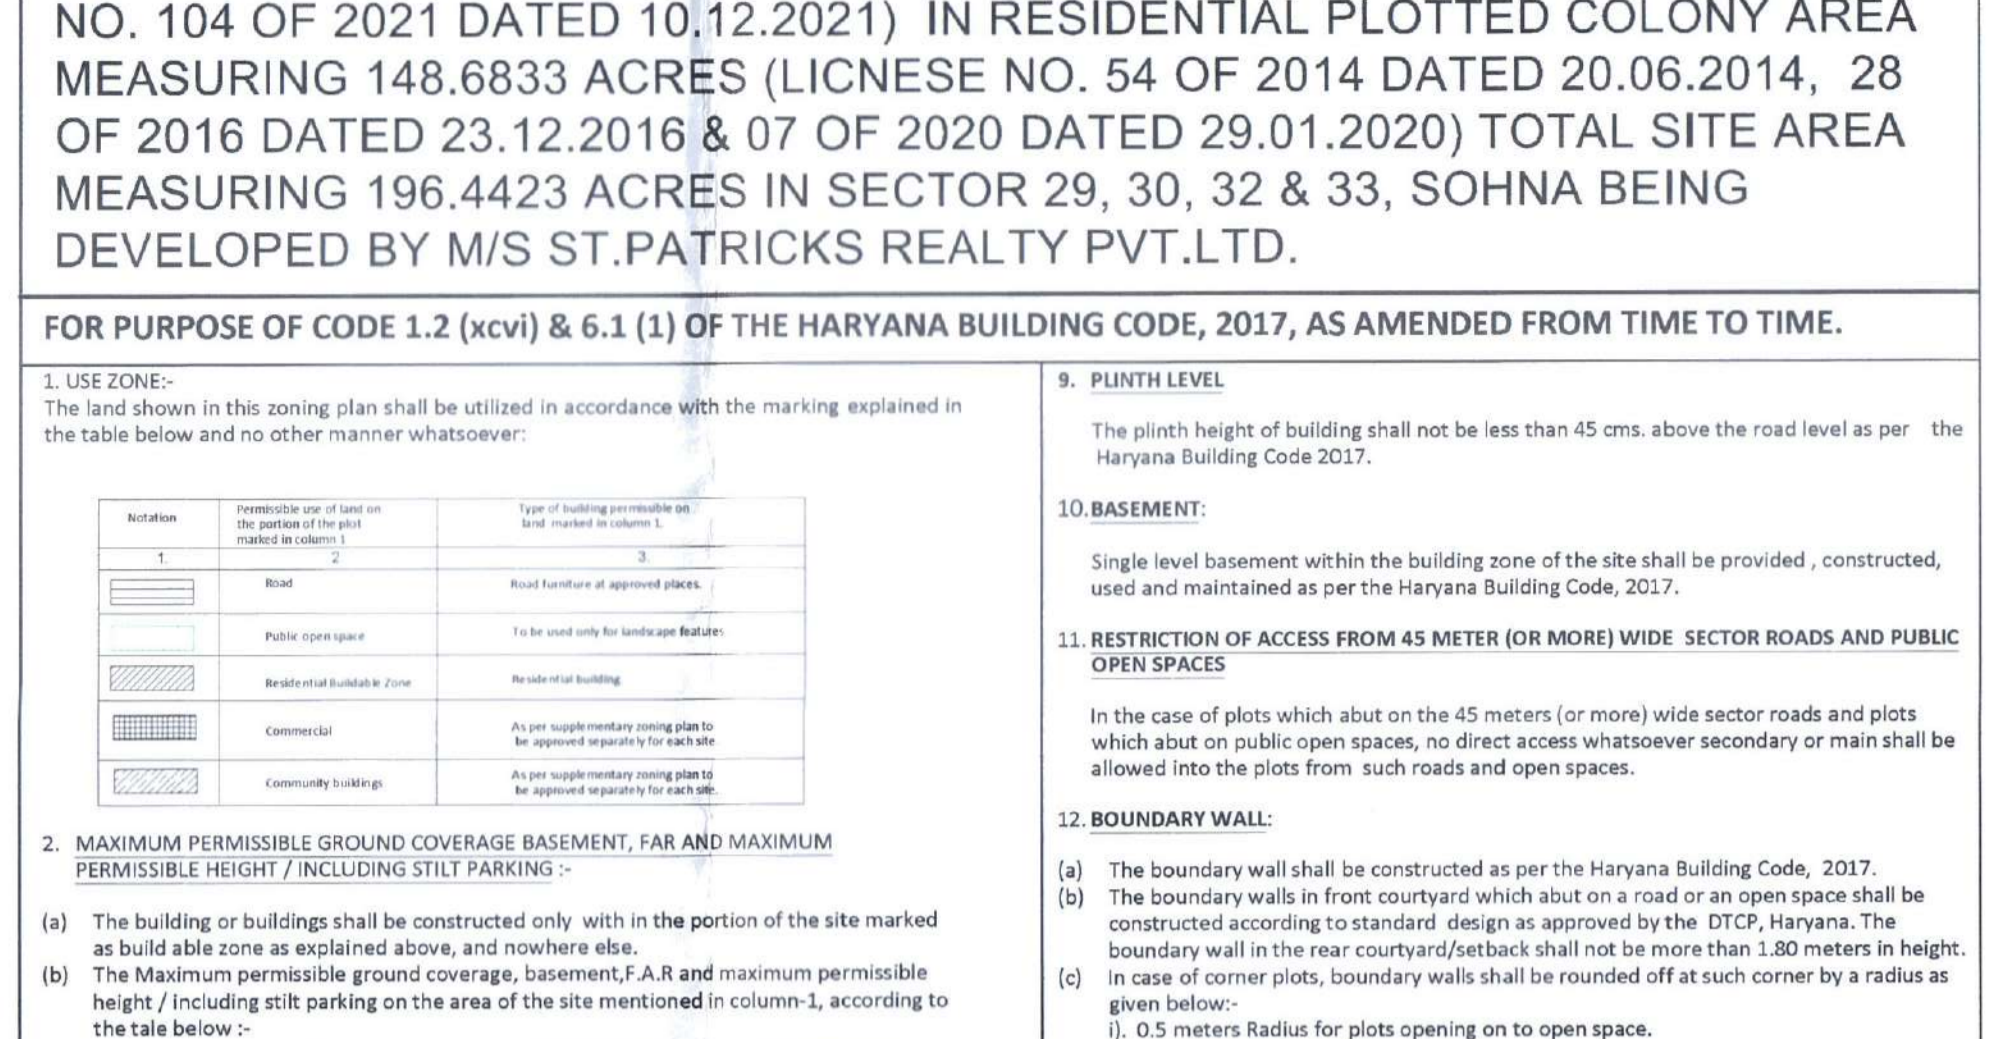 NO. 104 OF 2021 DATED 10.12.2021) IN RESIDENTIAL PLOTTED COLONY AREA
MEASURING 148.6833 ACRES (LICNESE NO. 54 OF 2014 DATED 20.06.2014, 28
OF 2016 DATED 23.12.2016 & 07 OF 2020 DATED 29.01.2020) TOTAL SITE AREA
MEASURING 196.4423 ACRES IN SECTOR 29, 30, 32 & 33, SOHNA BEING
DEVELOPED BY M/S ST.PATRICKS REALTY PVT.LTD.
FOR PURPOSE OF CODE 1.2 (xcvi) & 6.1 (1) OF THE HARYANA BUILDING CODE, 2017, AS AMENDED FROM TIME TO TIME.
1. USE ZONE:-
The land shown in this zoning plan shall be utilized in accordance with the marking explained in
the table below and no other manner whatsoever:
Notation
Permissible use of land on
the portion of the plot
marked in column 1
Type of building permissible on
land marked in column 1.
1.
2
3.
Road
Road furniture at approved places.
Public open space
To be used only for landscape features
Residential Buildable Zone
Residential building
Commercial
As per supplementary zoning plan to
be approved separately for each site
Community buildings
As per supplementary zoning plan to
be approved separately for each site.
2. MAXIMUM PERMISSIBLE GROUND COVERAGE BASEMENT, FAR AND MAXIMUM
PERMISSIBLE HEIGHT / INCLUDING STILT PARKING :-
(a) The building or buildings shall be constructed only with in the portion of the site marked
as build able zone as explained above, and nowhere else.
(b) The Maximum permissible ground coverage, basement,F.A.R and maximum permissible
height / including stilt parking on the area of the site mentioned in column-1, according to
the tale below :-
9. PLINTH LEVEL
The plinth height of building shall not be less than 45 cms. above the road level as per the
Haryana Building Code 2017.
10. BASEMENT:
Single level basement within the building zone of the site shall be provided , constructed,
used and maintained as per the Haryana Building Code, 2017.
11. RESTRICTION OF ACCESS FROM 45 METER (OR MORE) WIDE SECTOR ROADS AND PUBLIC
OPEN SPACES
In the case of plots which abut on the 45 meters (or more) wide sector roads and plots
which abut on public open spaces, no direct access whatsoever secondary or main shall be
allowed into the plots from such roads and open spaces.
12. BOUNDARY WALL:
(a) The boundary wall shall be constructed as per the Haryana Building Code, 2017.
(b) The boundary walls in front courtyard which abut on a road or an open space shall be
constructed according to standard design as approved by the DTCP, Haryana. The
boundary wall in the rear courtyard/setback shall not be more than 1.80 meters in height.
(c) In case of corner plots, boundary walls shall be rounded off at such corner by a radius as
given below:-
i). 0.5 meters Radius for plots opening on to open space.